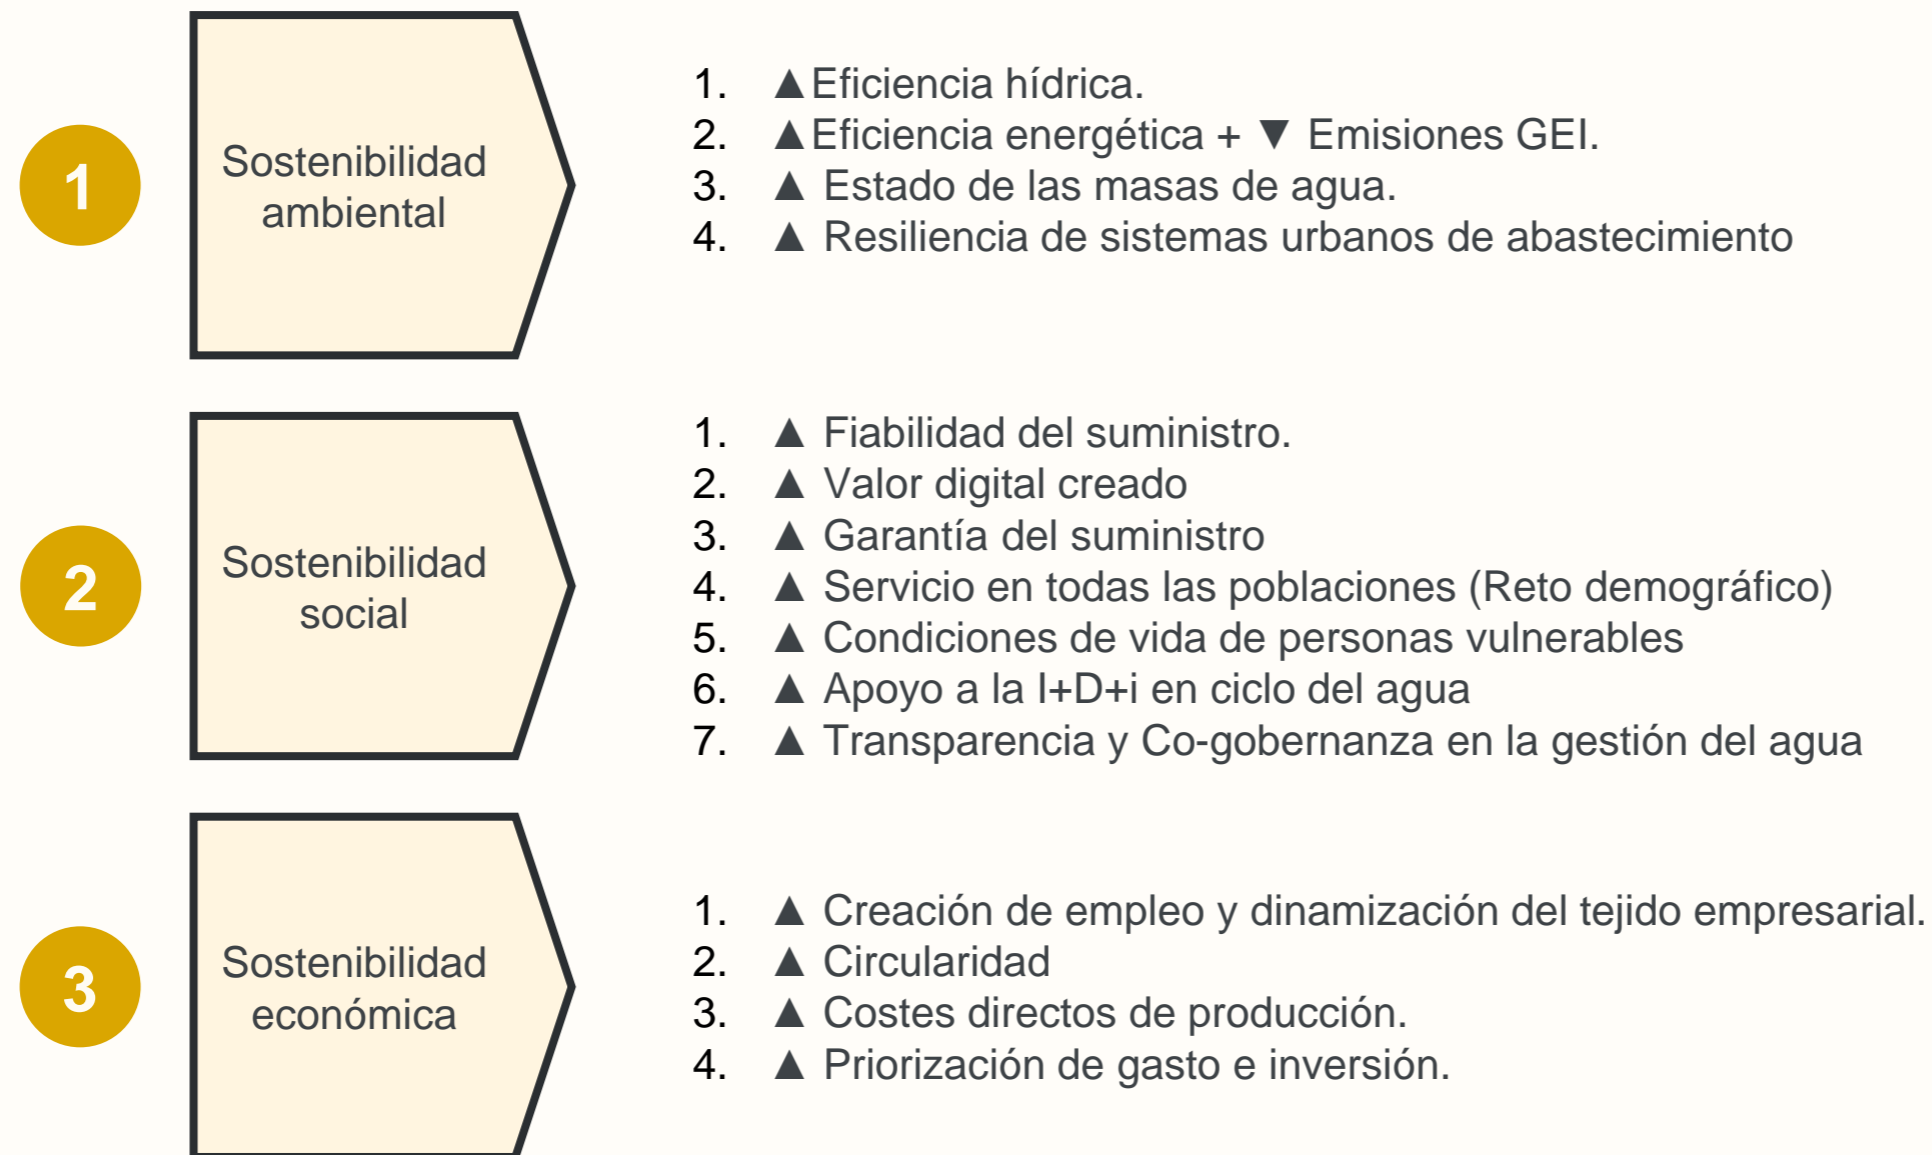 1
Sostenibilidad
ambiental
1. ▲Eficiencia hídrica.
2. ▲Eficiencia energética + ▼ Emisiones GEI.
3. ▲ Estado de las masas de agua.
4. ▲ Resiliencia de sistemas urbanos de abastecimiento
2
Sostenibilidad
social
1. ▲ Fiabilidad del suministro.
2. ▲ Valor digital creado
3. ▲ Garantía del suministro
4. ▲ Servicio en todas las poblaciones (Reto demográfico)
5. ▲ Condiciones de vida de personas vulnerables
6. ▲ Apoyo a la I+D+i en ciclo del agua
7. ▲ Transparencia y Co-gobernanza en la gestión del agua
3
Sostenibilidad
económica
1. ▲ Creación de empleo y dinamización del tejido empresarial.
2. ▲ Circularidad
3. ▲ Costes directos de producción.
4. ▲ Priorización de gasto e inversión.